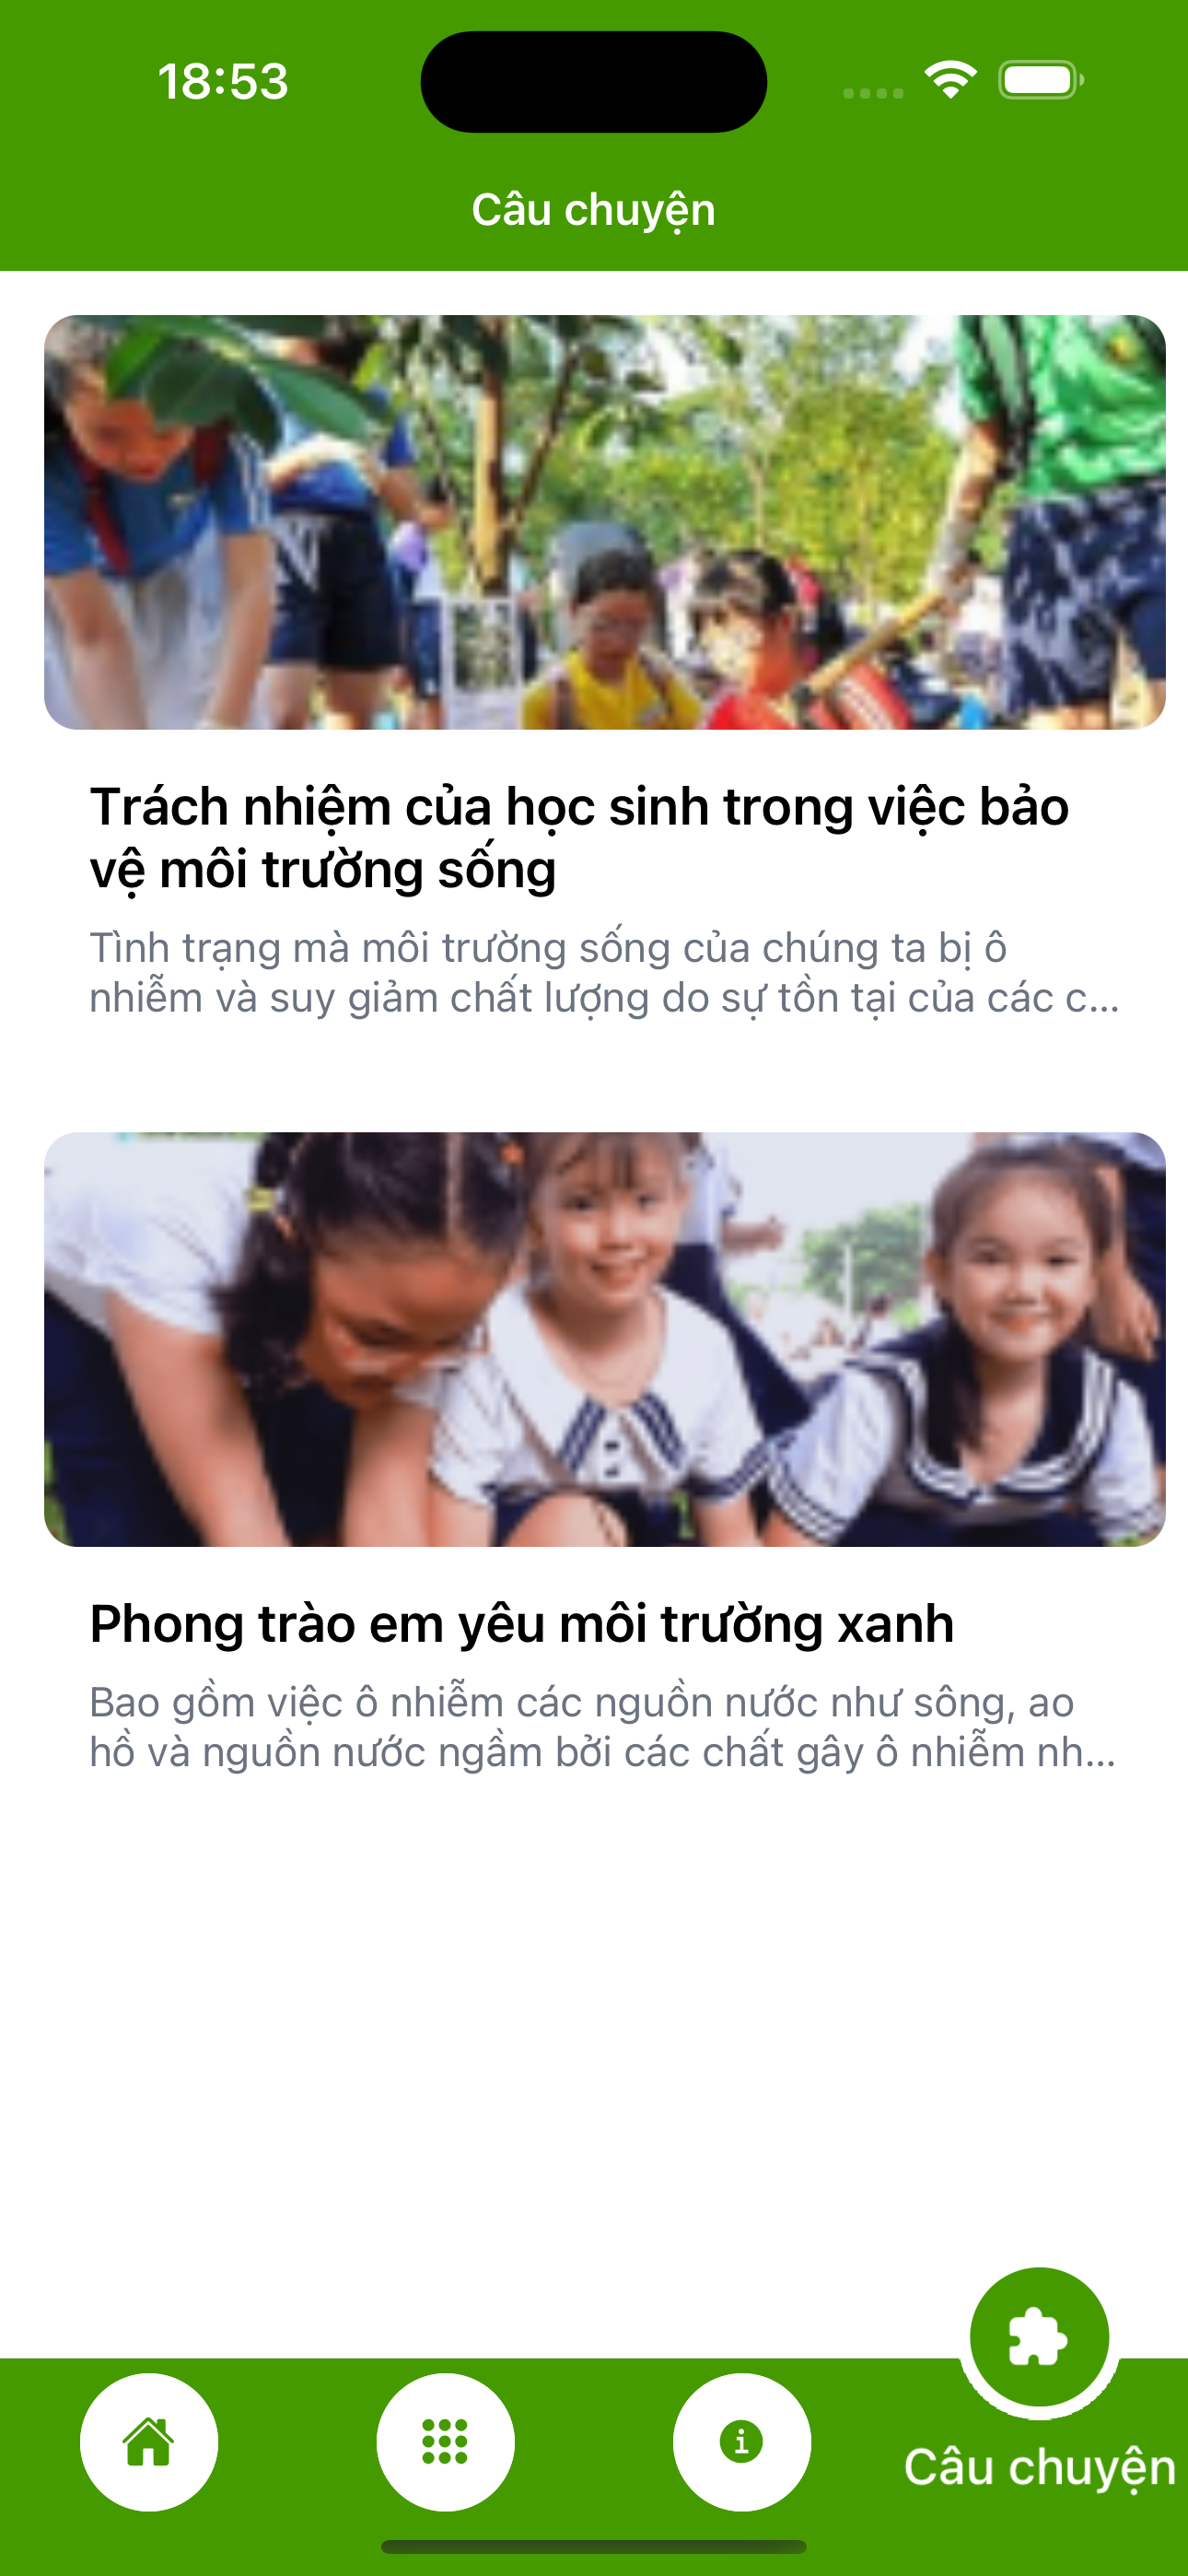 18:53
Câu chuyện
Trách nhiệm của học sinh trong việc bảo
vệ môi trường sống
Tình trạng mà môi trường sống của chúng ta bị ô
nhiễm và suy giảm chất lượng do sự tồn tại của các c...
Phong trào em yêu môi trường xanh
Bao gồm việc ô nhiễm các nguồn nước như sông, ao
hồ và nguồn nước ngầm bởi các chất gây ô nhiễm nh...
Câu chuyện